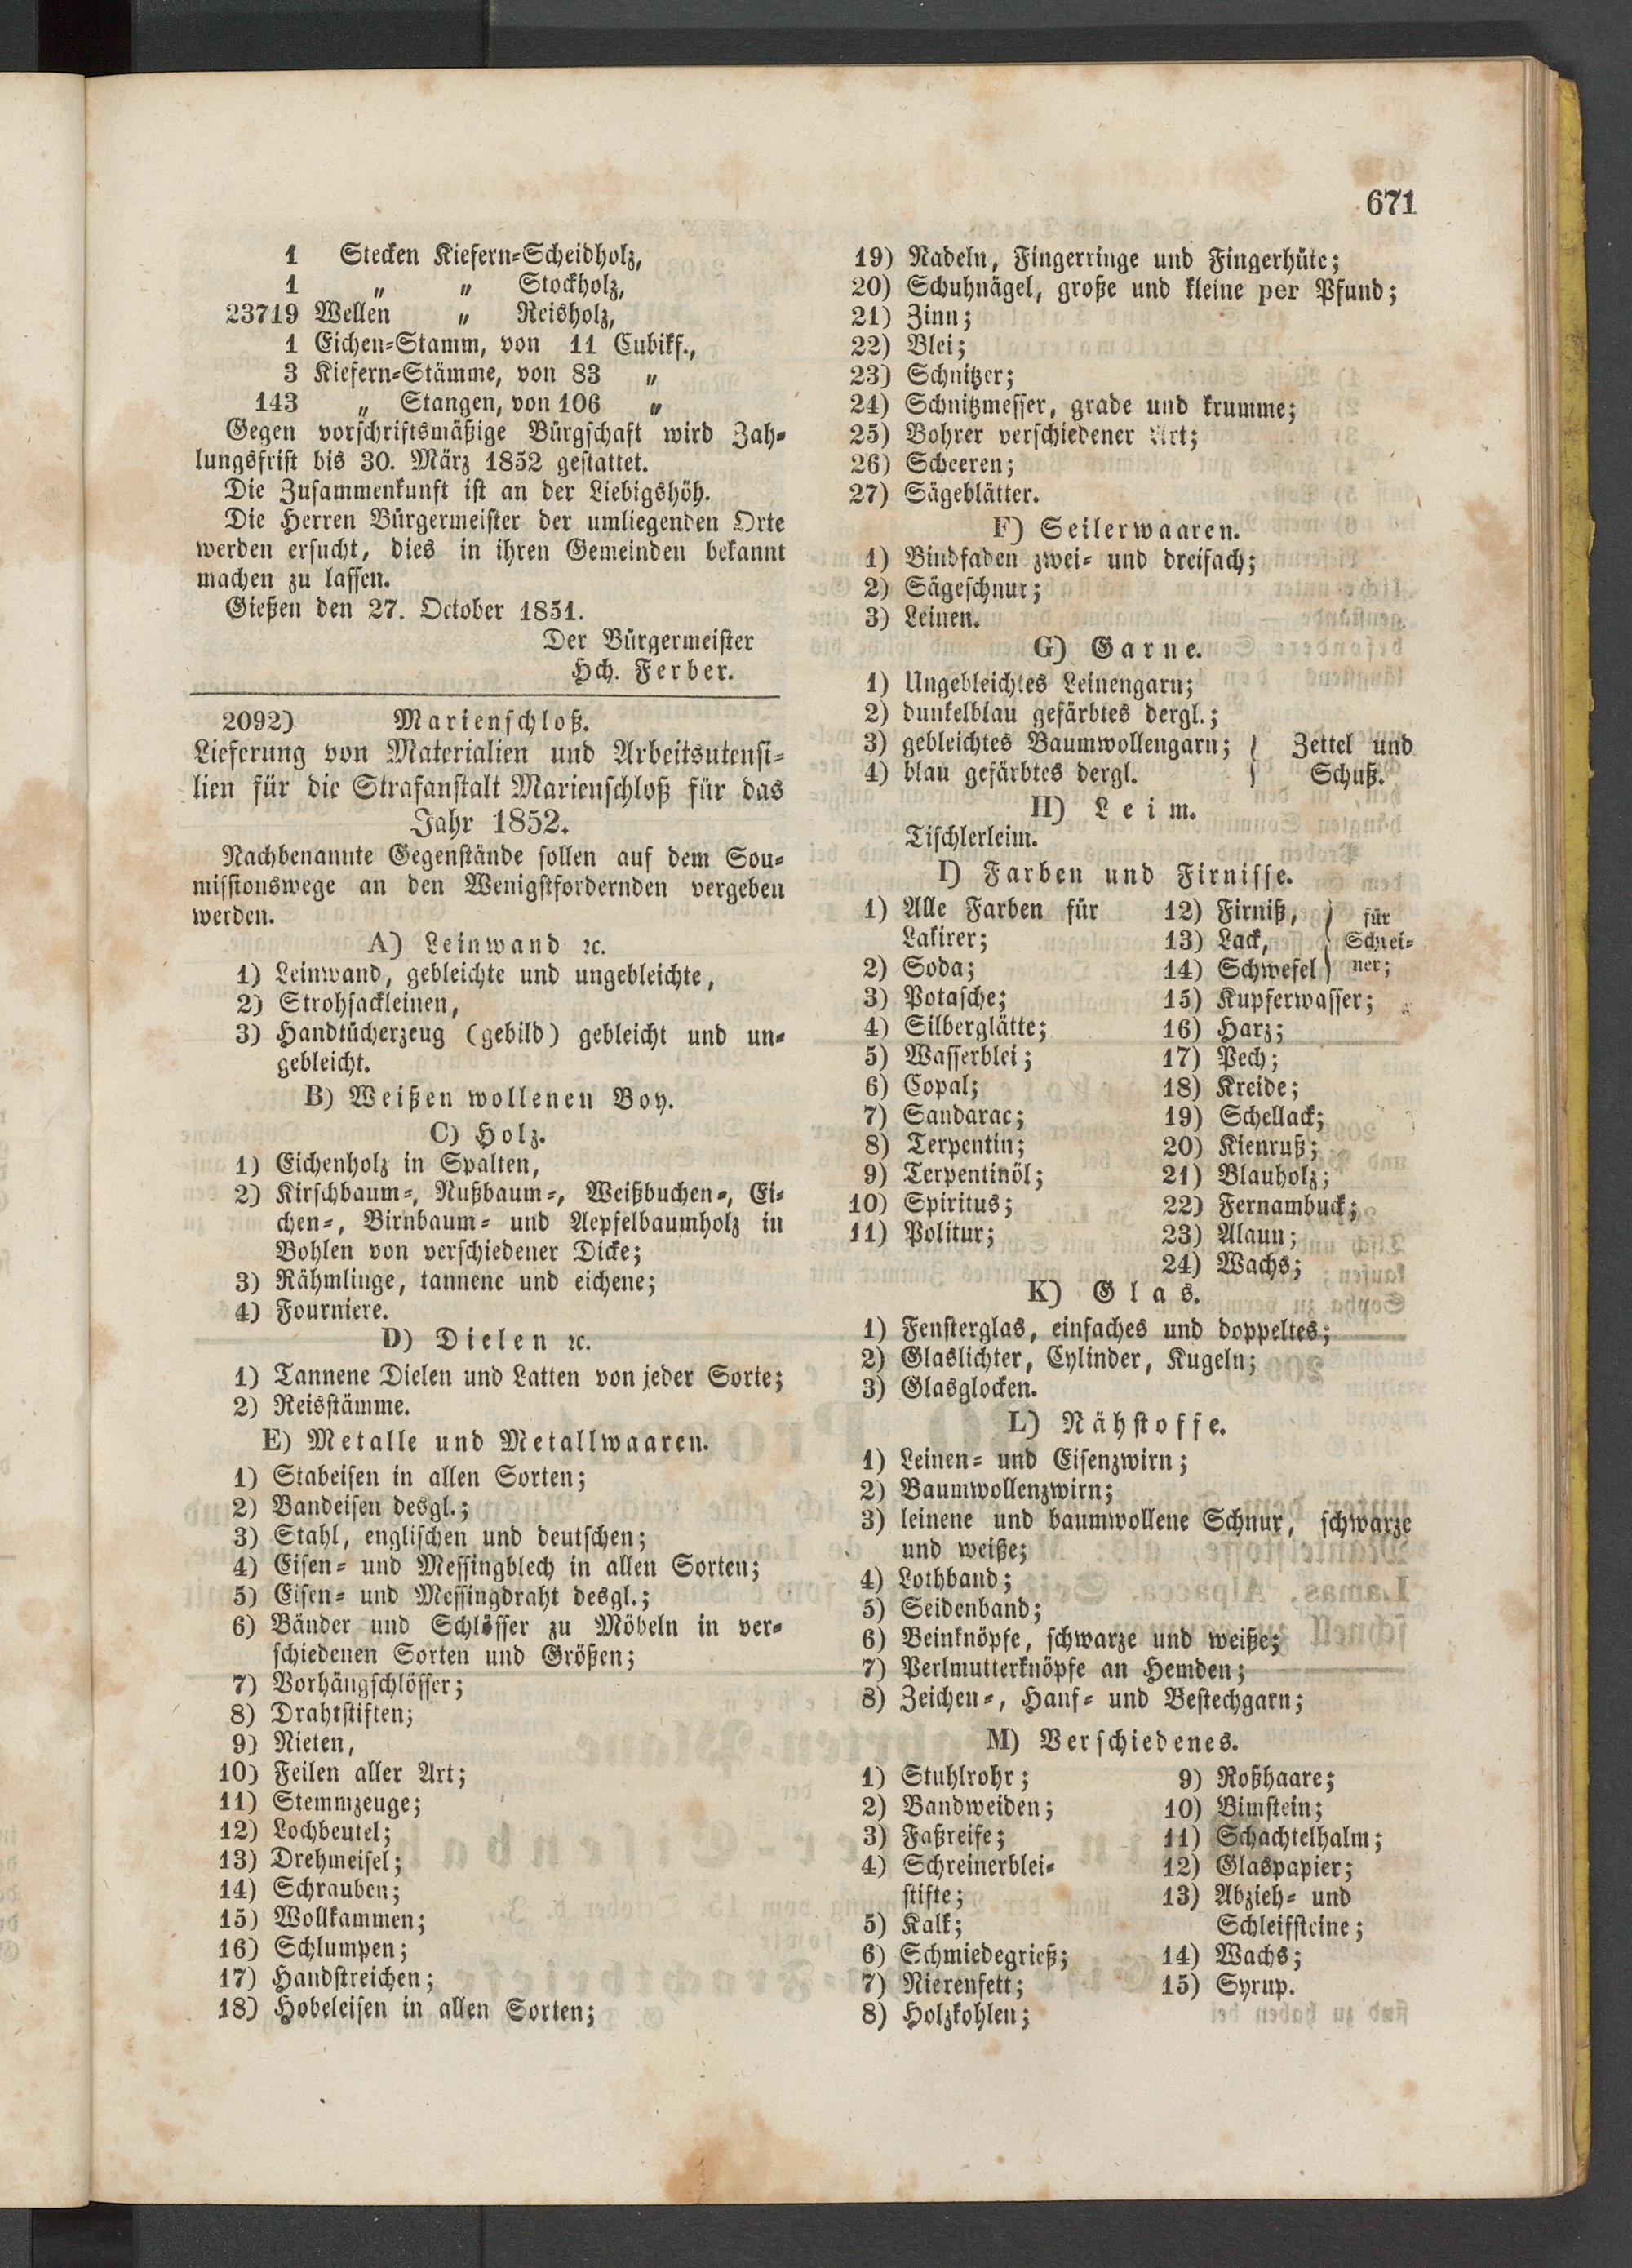 671
1 Stecken Kiefern-Scheidholz,
1 „ „ Stockholz,
23719 Wellen „ Reisholz,
1 Eichen-Stamm, von 11 Cubikf.,
3 Kiefern-Stämme, von 83 „
143 „ Stangen, von 106 „
Gegen vorschriftsmäßige Bürgschaft wird Zah-
lungsfrist bis 30. März 1852 gestattet.
Die Zusammenkunft ist an der Liebigshöh.
Die Herren Bürgermeister der umliegenden Orte
werden ersucht, dies in ihren Gemeinden bekannt
machen zu lassen.
Gießen den 27. October 1851.
Der Bürgermeister
Hch. Ferber.
2092) Marienschloß.
Lieferung von Materialien und Arbeitsutensi-
lien für die Strafanstalt Marienschloß für das
Jahr 1852.
Nachbenannte Gegenstände sollen auf dem Sou-
missionswege an den Wenigstfordernden vergeben
werden.
A) Leinwand ꝛc.
1) Leinwand, gebleichte und ungebleichte,
2) Strohsackleinen,
3) Handtücherzeug (gebild) gebleicht und un-
gebleicht.
B) Weißen wollenen Boy.
C) Holz.
1) Eichenholz in Spalten,
2) Kirschbaum-, Nußbaum-, Weißbuchen-, Ei-
chen-, Birnbaum- und Aepfelbaumholz in
Bohlen von verschiedener Dicke;
3) Rähmlinge, tannene und eichene;
4) Fourniere.
D) Dielen ꝛc.
1) Tannene Dielen und Latten von jeder Sorte;
2) Reisstämme.
E) Metalle und Metallwaaren.
1) Stabeisen in allen Sorten;
2) Bandeisen desgl.;
3) Stahl, englischen und deutschen;
4) Eisen- und Messingblech in allen Sorten;
5) Eisen- und Messingdraht desgl.;
6) Bänder und Schlösser zu Möbeln in ver-
schiedenen Sorten und Größen;
7) Vorhängschlösser;
8) Drahtstiften;
9) Nieten,
10) Feilen aller Art;
11) Stemmzeuge;
12) Lochbeutel;
13) Drehmeisel;
14) Schrauben;
15) Wollkammen;
16) Schlumpen;
17) Handstreichen;
18) Hobeleisen in allen Sorten;
19) Nadeln, Fingerringe und Fingerhüte;
20) Schuhnägel, große und kleine per Pfund;
21) Zinn;
22) Blei;
23) Schnitzer;
24) Schnitzmesser, grade und krumme;
25) Bohrer verschiedener Art;
26) Scheeren;
27) Sägeblätter.
F) Seilerwaaren.
1) Bindfaden zwei- und dreifach;
2) Sägeschnur;
3) Leinen.
G) Garne.
1) Ungebleichtes Leinengarn;
2) dunkelblau gefärbtes dergl.;
3) gebleichtes Baumwollengarn; } Zettel und
4) blau gefärbtes dergl. } Schuß.
H) Leim.
Tischlerleim.
I) Farben und Firnisse.
1) Alle Farben für
Lakirer;
2) Soda;
3) Potasche;
4) Silberglätte;
5) Wasserblei;
6) Copal;
7) Sandarac;
8) Terpentin;
9) Terpentinöl;
10) Spiritus;
11) Politur;
12) Firniß, } für
13) Lack, } Schrei-
14) Schwefel } ner;
15) Kupferwasser;
16) Harz;
17) Pech;
18) Kreide;
19) Schellack;
20) Kienruß;
21) Blauholz;
22) Fernambuck;
23) Alaun;
24) Wachs;
K) Glas.
1) Fensterglas, einfaches und doppeltes;
2) Glaslichter, Cylinder, Kugeln;
3) Glasglocken.
L) Nähstoffe.
1) Leinen- und Eisenzwirn;
2) Baumwollenzwirn;
3) leinene und baumwollene Schnur, schwarze
und weiße;
4) Lothband;
5) Seidenband;
6) Beinknöpfe, schwarze und weiße;
7) Perlmutterknöpfe an Hemden;
8) Zeichen-, Hanf- und Bestechgarn;
M) Verschiedenes.
1) Stuhlrohr;
2) Bandweiden;
3) Faßreife;
4) Schreinerblei-
stifte;
5) Kalk;
6) Schmiedegrieß;
7) Nierenfett;
8) Holzkohlen;
9) Roßhaare;
10) Bimstein;
11) Schachtelhalm;
12) Glaspapier;
13) Abzieh- und
Schleifsteine;
14) Wachs;
15) Syrup.